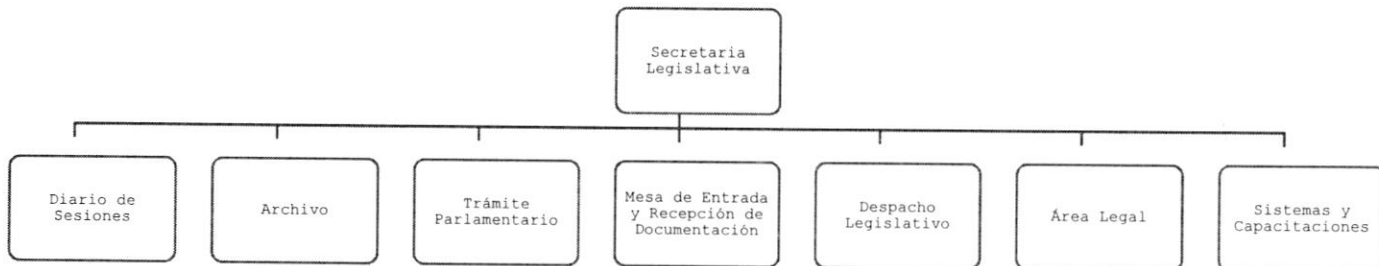 Secretaria
Legislativa
Diario de
Sesiones
Archivo
Trámite
Parlamentario
Mesa de Entrada
y Recepción de
Documentación
Despacho
Legislativo
Área Legal
Sistemas y
Capacitaciones